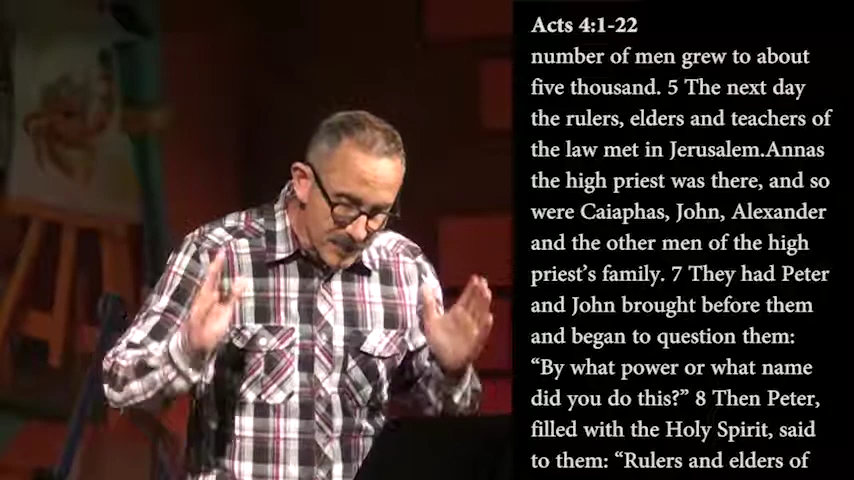 Acts 4:1-22
number of men grew to about
five thousand. 5 The next day
the rulers, elders and teachers of
the law met in Jerusalem.Annas
the high priest was there, and so
were Caiaphas, John, Alexander
and the other men of the high
priest’s family. 7 They had Peter
and John brought before them
and began to question them:
“By what power or what name
did you do this?” 8 Then Peter,
filled with the Holy Spirit, said
to them: “Rulers and elders of